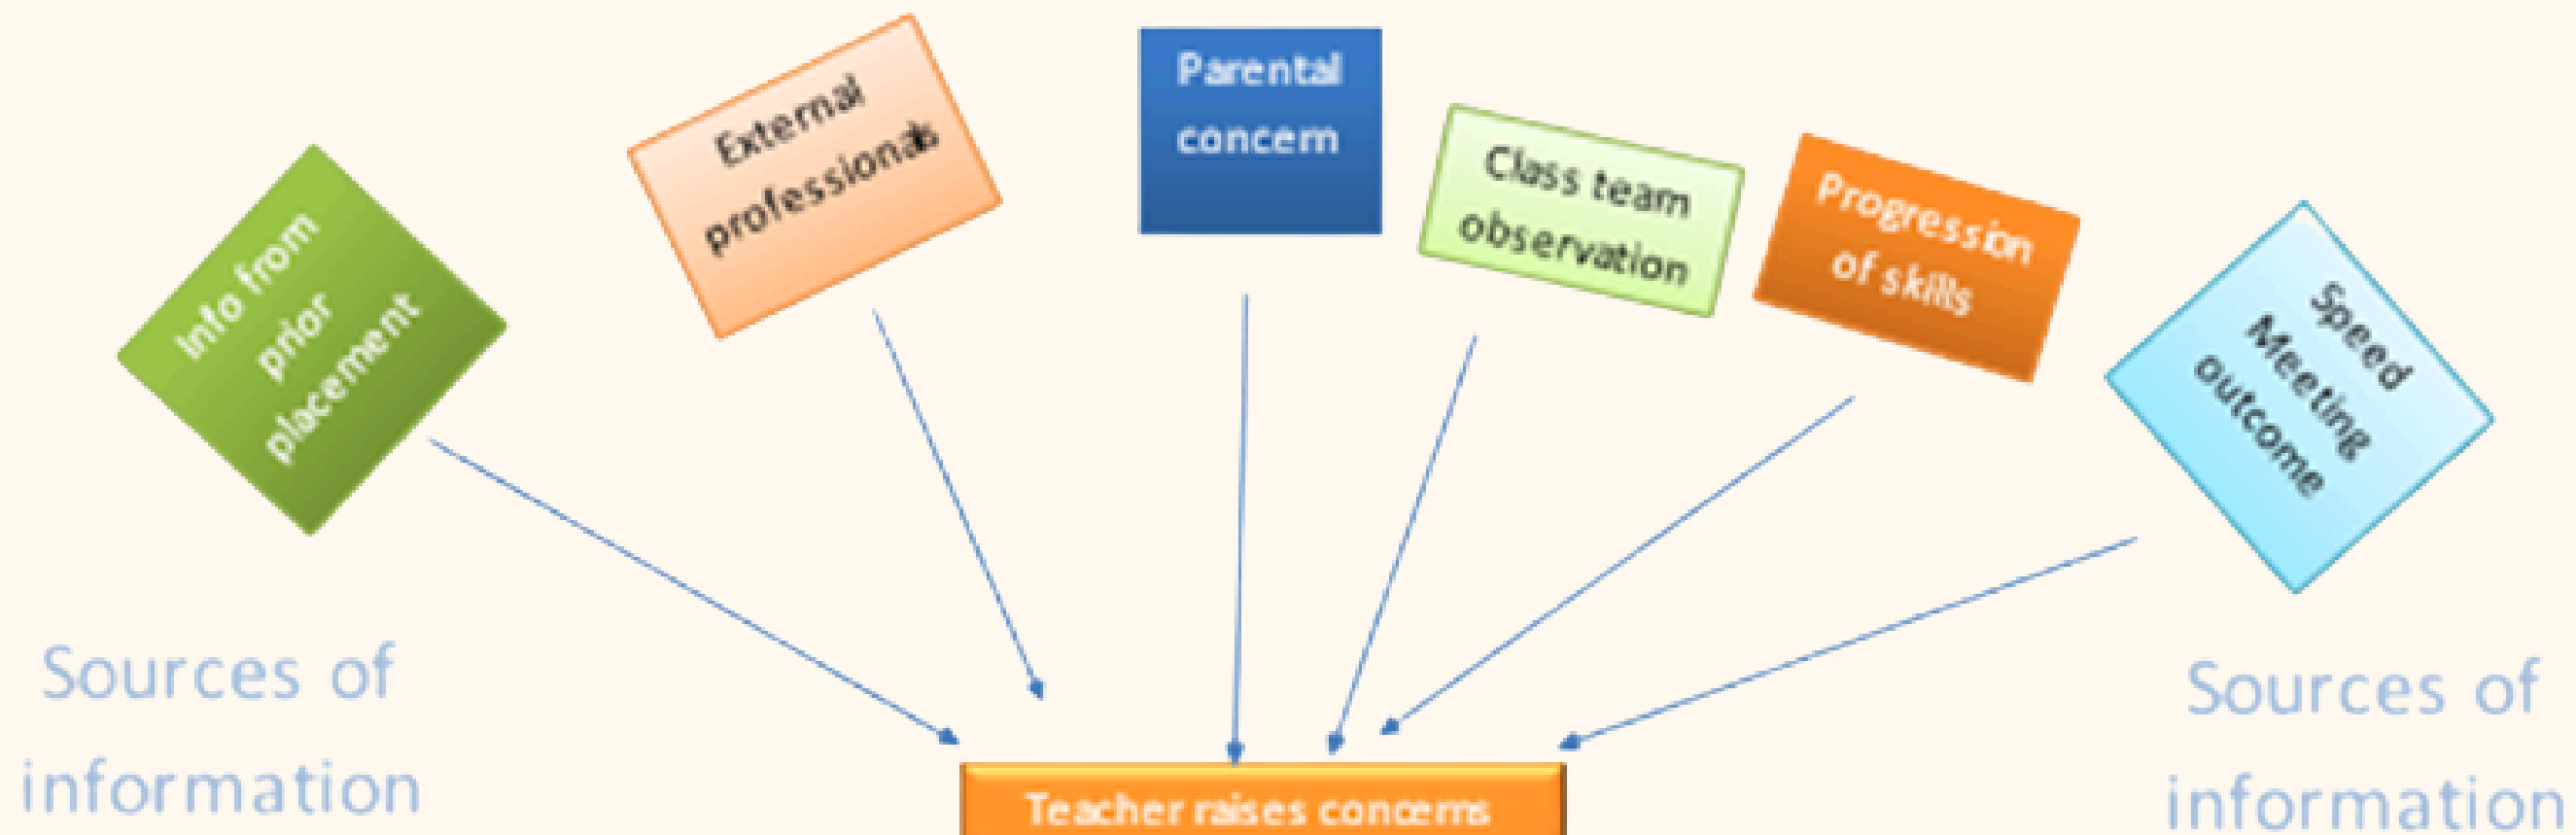 Info from
prior
placement
External
professionals
Parental
concern
Class team
observation
Progression
of skills
Speed
Meeting
outcome
Sources of
information
Sources of
information
Teacher raises concerns